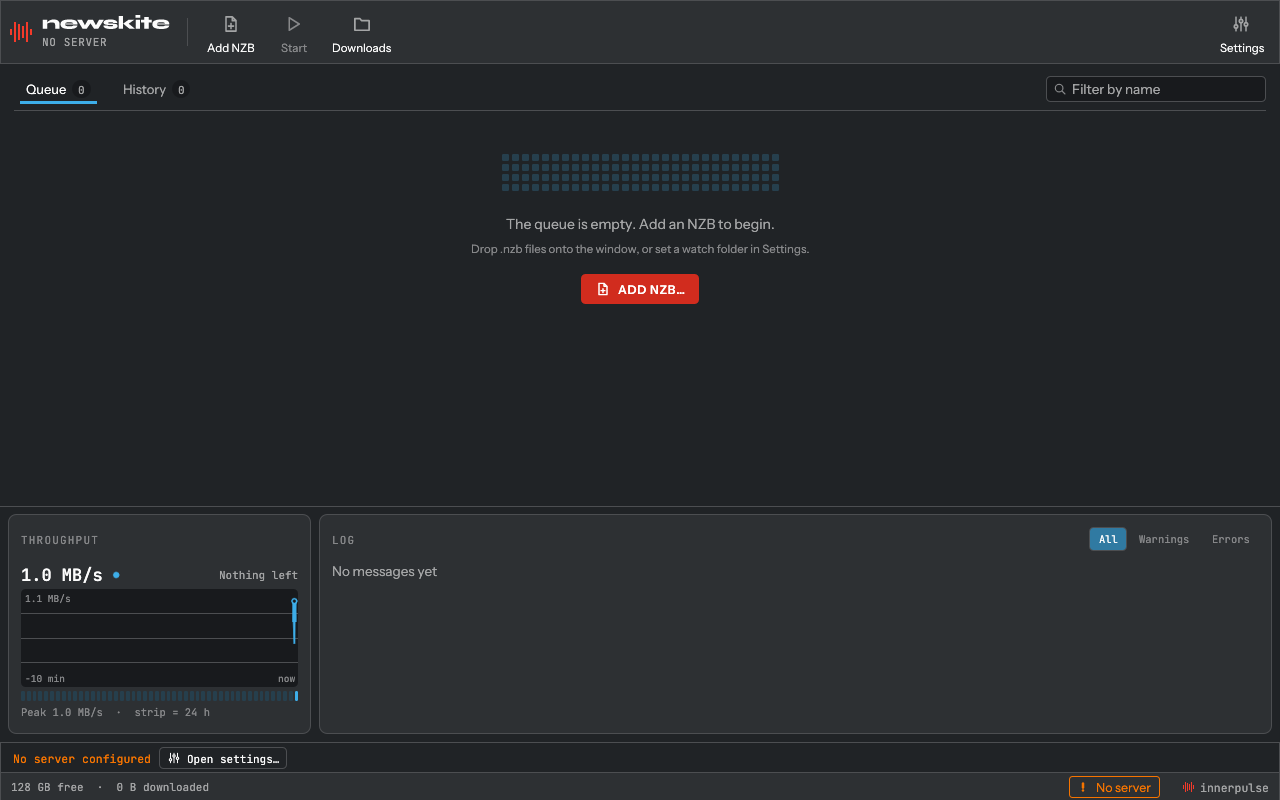 newskite
NO SERVER
Add NZB
Start
Downloads
Settings
Queue 0
History 0
Filter by name
The queue is empty. Add an NZB to begin.
Drop .nzb files onto the window, or set a watch folder in Settings.
ADD NZB…
THROUGHPUT
1.0 MB/s
Nothing left
1.1 MB/s
-10 min
now
Peak 1.0 MB/s · strip = 24 h
LOG
All
Warnings
Errors
No messages yet
No server configured
Open settings…
128 GB free · 0 B downloaded
! No server
innerpulse